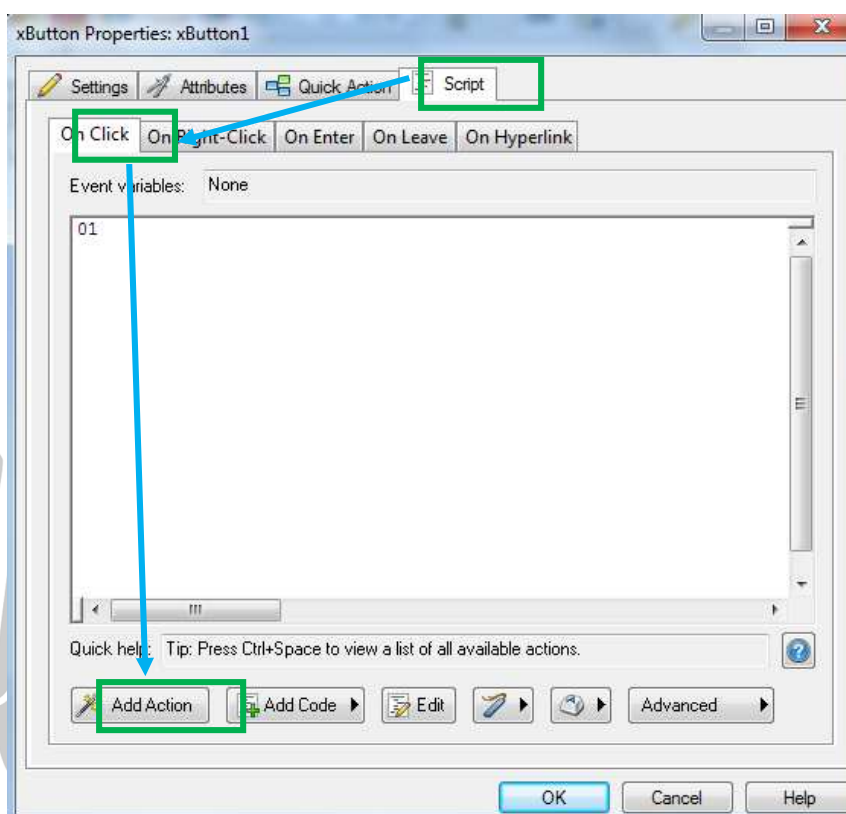 xButton Properties: xButton1
Settings Attributes Quick Action Script
On Click On Right-Click On Enter On Leave On Hyperlink
Event variables: None
01
Quick help: Tip: Press Ctrl+Space to view a list of all available actions.
Add Action Add Code Edit Advanced
OK Cancel Help